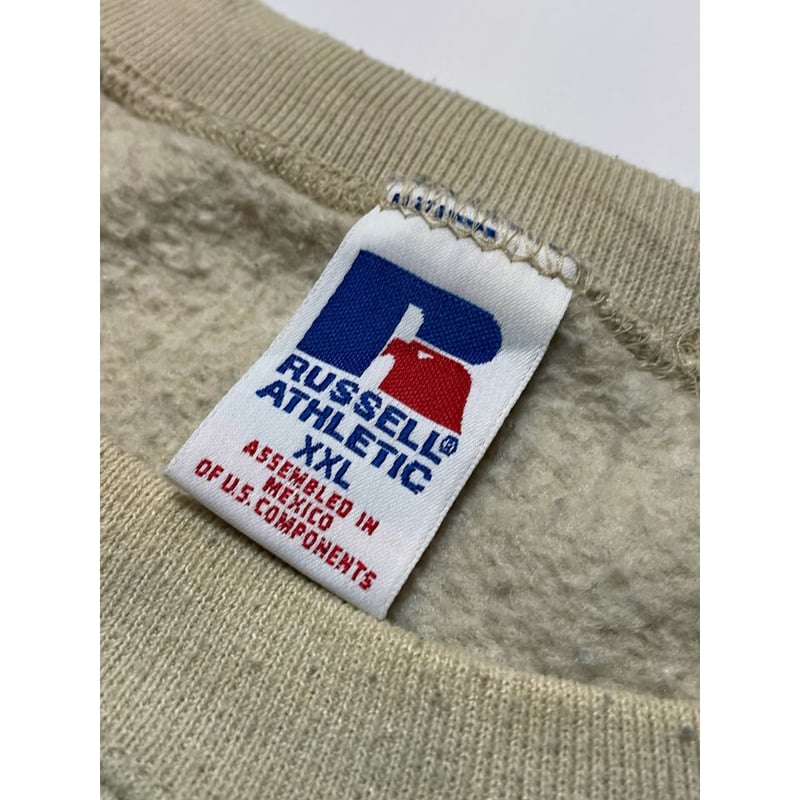 RUSSELL®
ATHLETIC
XXL
ASSEMBLED IN
MEXICO
OF U.S. COMPONENTS